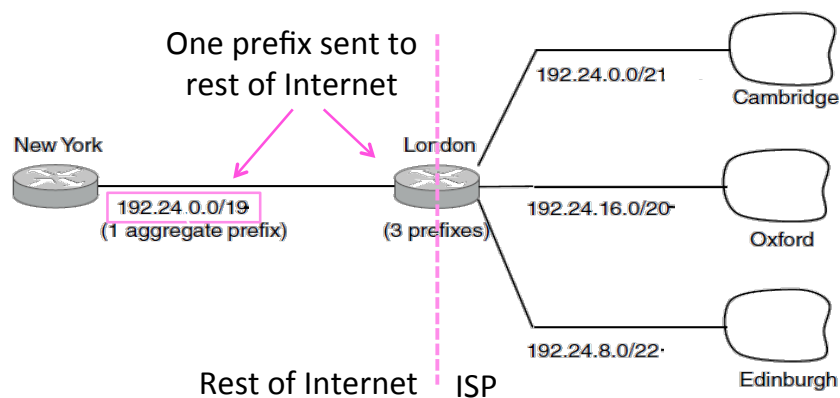 One prefix sent to
rest of Internet
New York
London
192.24.0.0/21
Cambridge
192.24.0.0/19
(1 aggregate prefix)
(3 prefixes)
192.24.16.0/20
Oxford
192.24.8.0/22
Edinburgh
Rest of Internet
ISP